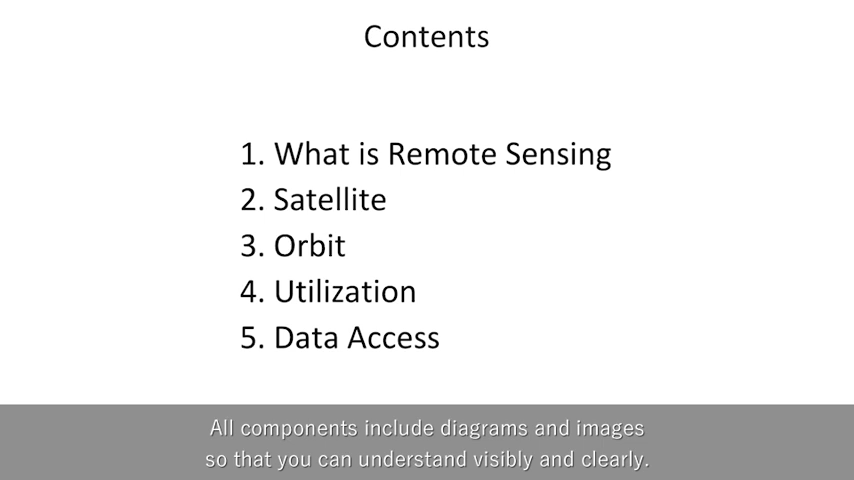 Contents
1. What is Remote Sensing
2. Satellite
3. Orbit
4. Utilization
5. Data Access
All components include diagrams and images
so that you can understand visibly and clearly.